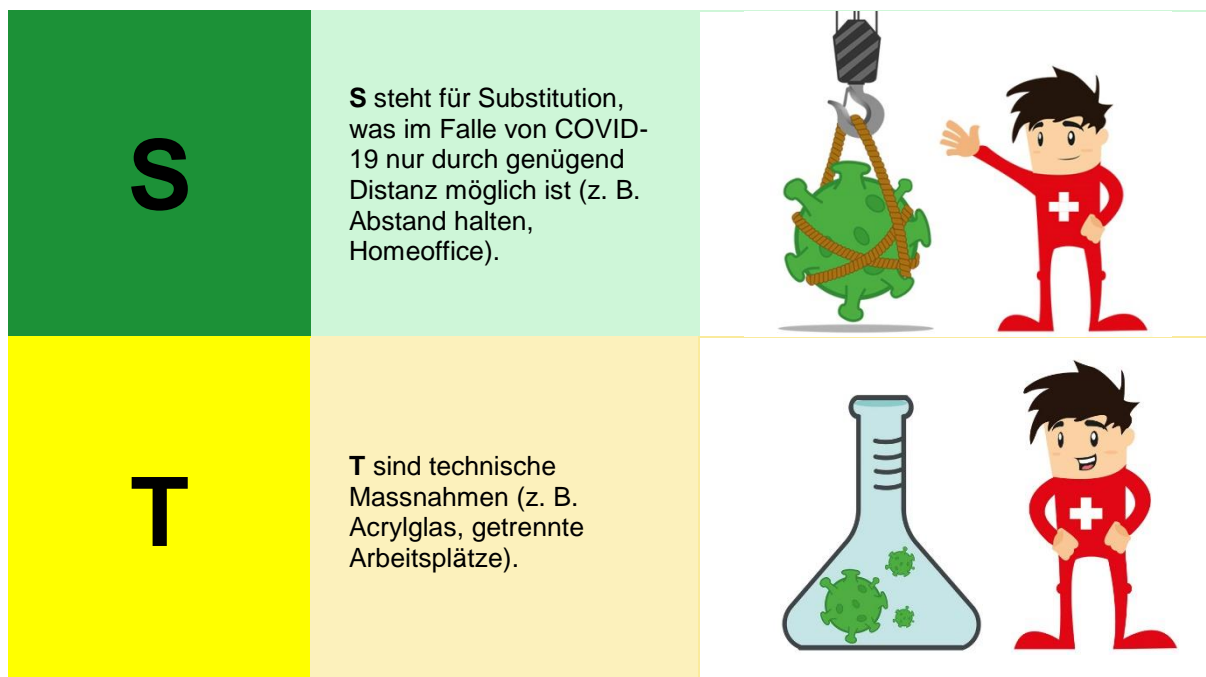 S
S steht für Substitution,
was im Falle von COVID-
19 nur durch genügend
Distanz möglich ist (z. B.
Abstand halten,
Homeoffice).
T
T sind technische
Massnahmen (z. B.
Acrylglas, getrennte
Arbeitsplätze).